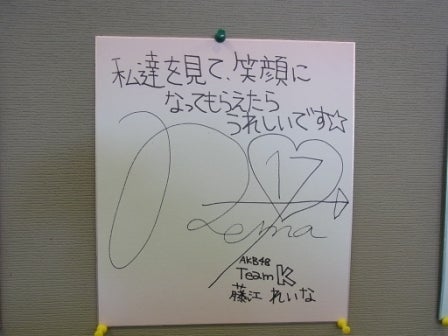 私達を見て、笑顔に
なってもらえたら
うれしいです☆
17
Reina
AKB48
Team K
藤江 れいな